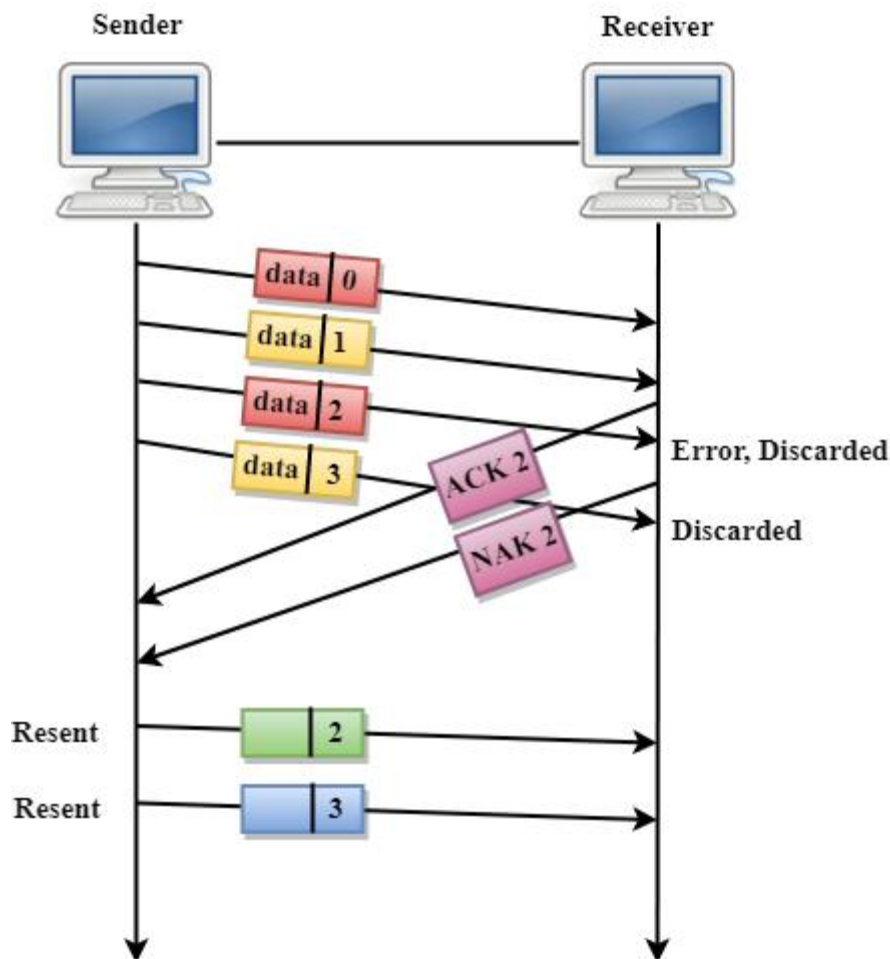 Sender
Receiver
data 0
data 1
data 2
data 3
ACK 2
Error, Discarded
NAK 2
Discarded
Resent
2
Resent
3